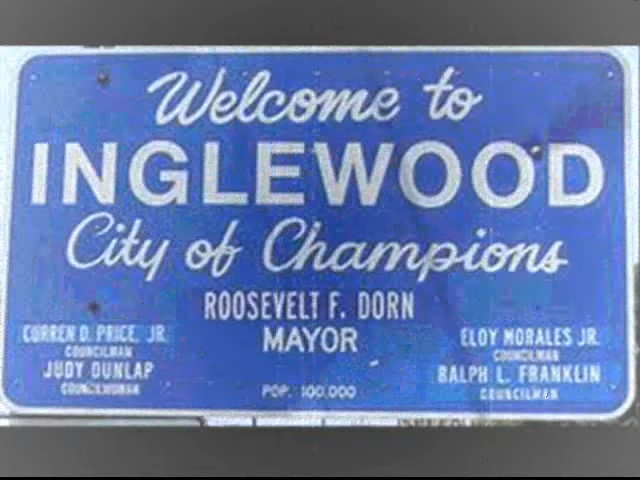 Welcome to
INGLEWOOD
City of Champions
ROOSEVELT F. DORN
MAYOR
CURREN D. PRICE, JR.
COUNCILMAN
JUDY DUNLAP
COUNCILWOMAN
ELOY MORALES JR.
COUNCILMAN
RALPH L. FRANKLIN
COUNCILMAN
POP. 100,000